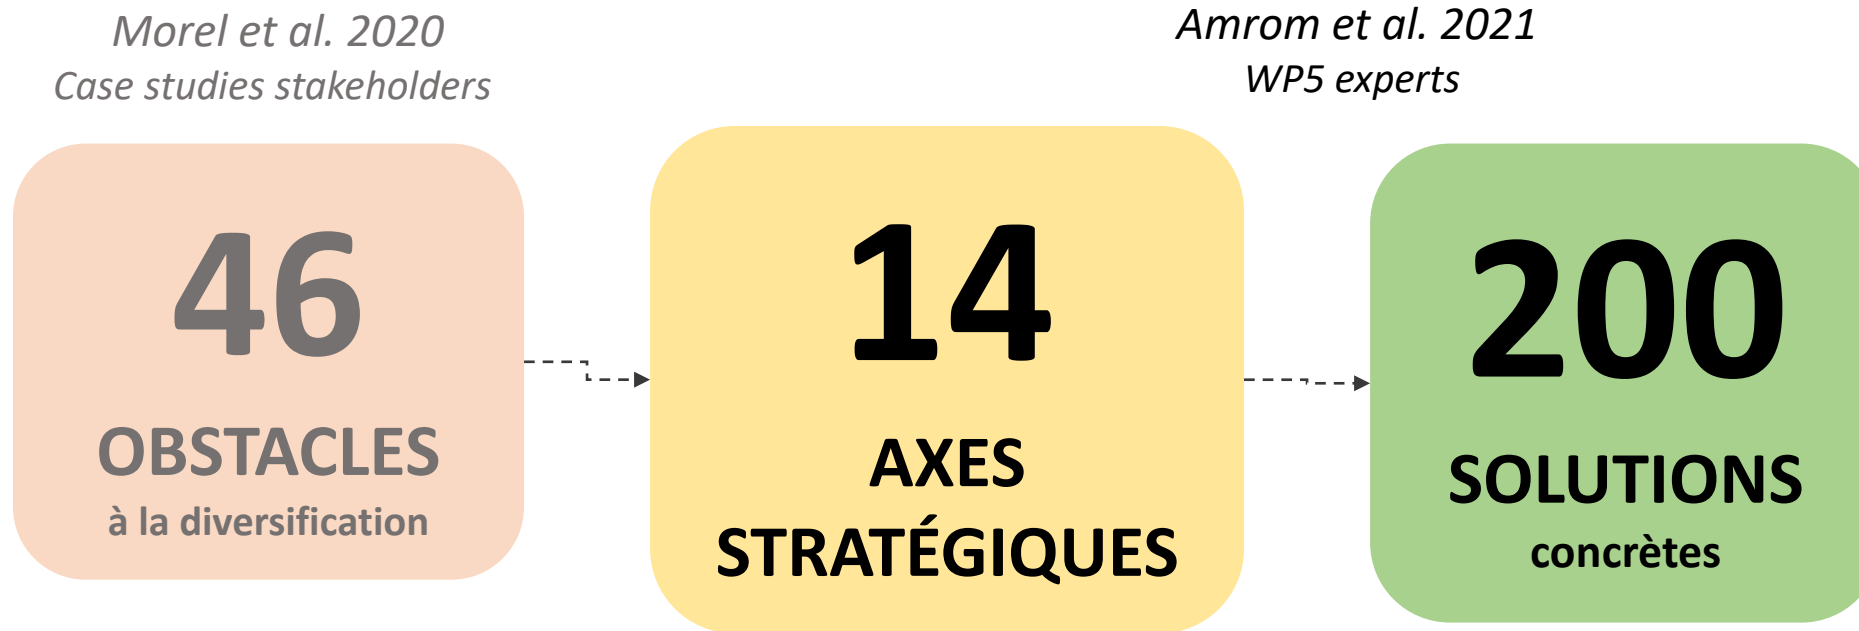 Morel et al. 2020
Case studies stakeholders
Amrom et al. 2021
WP5 experts
46
OBSTACLES
à la diversification
14
AXES
STRATÉGIQUES
200
SOLUTIONS
concrètes